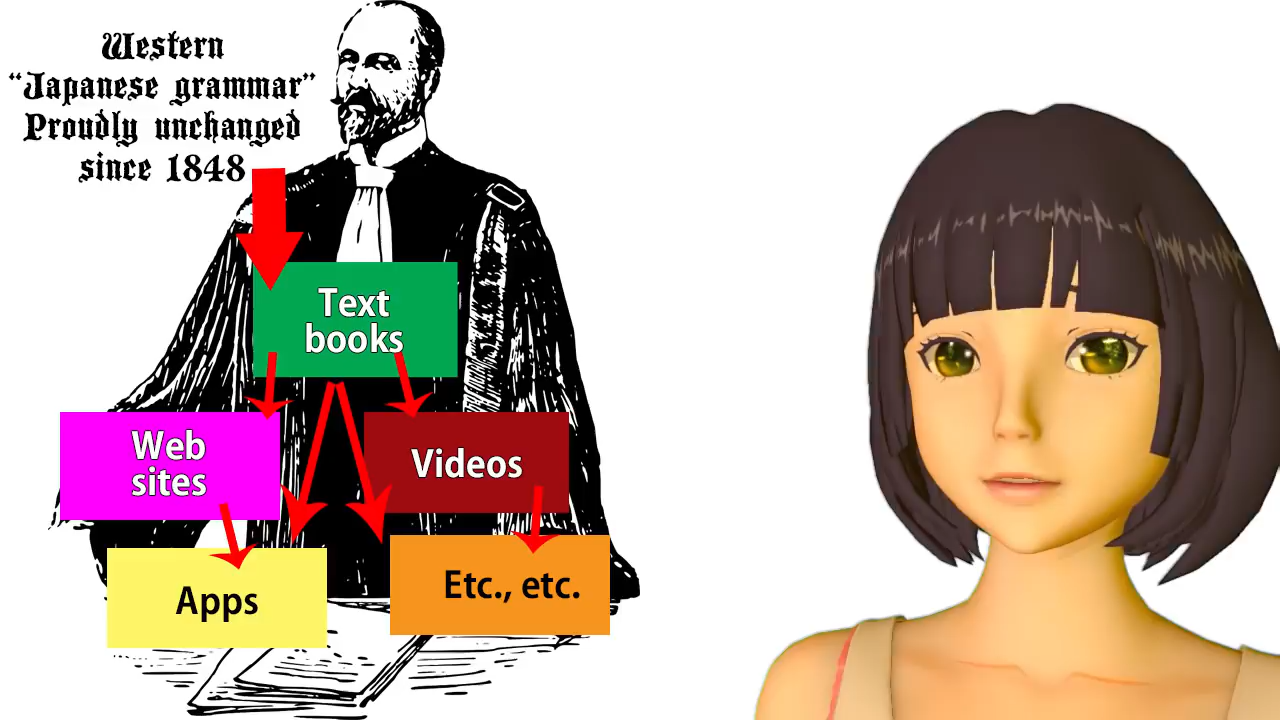 Western
“Japanese grammar”
Proudly unchanged
since 1848
Text
books
Web
sites
Videos
Apps
Etc., etc.